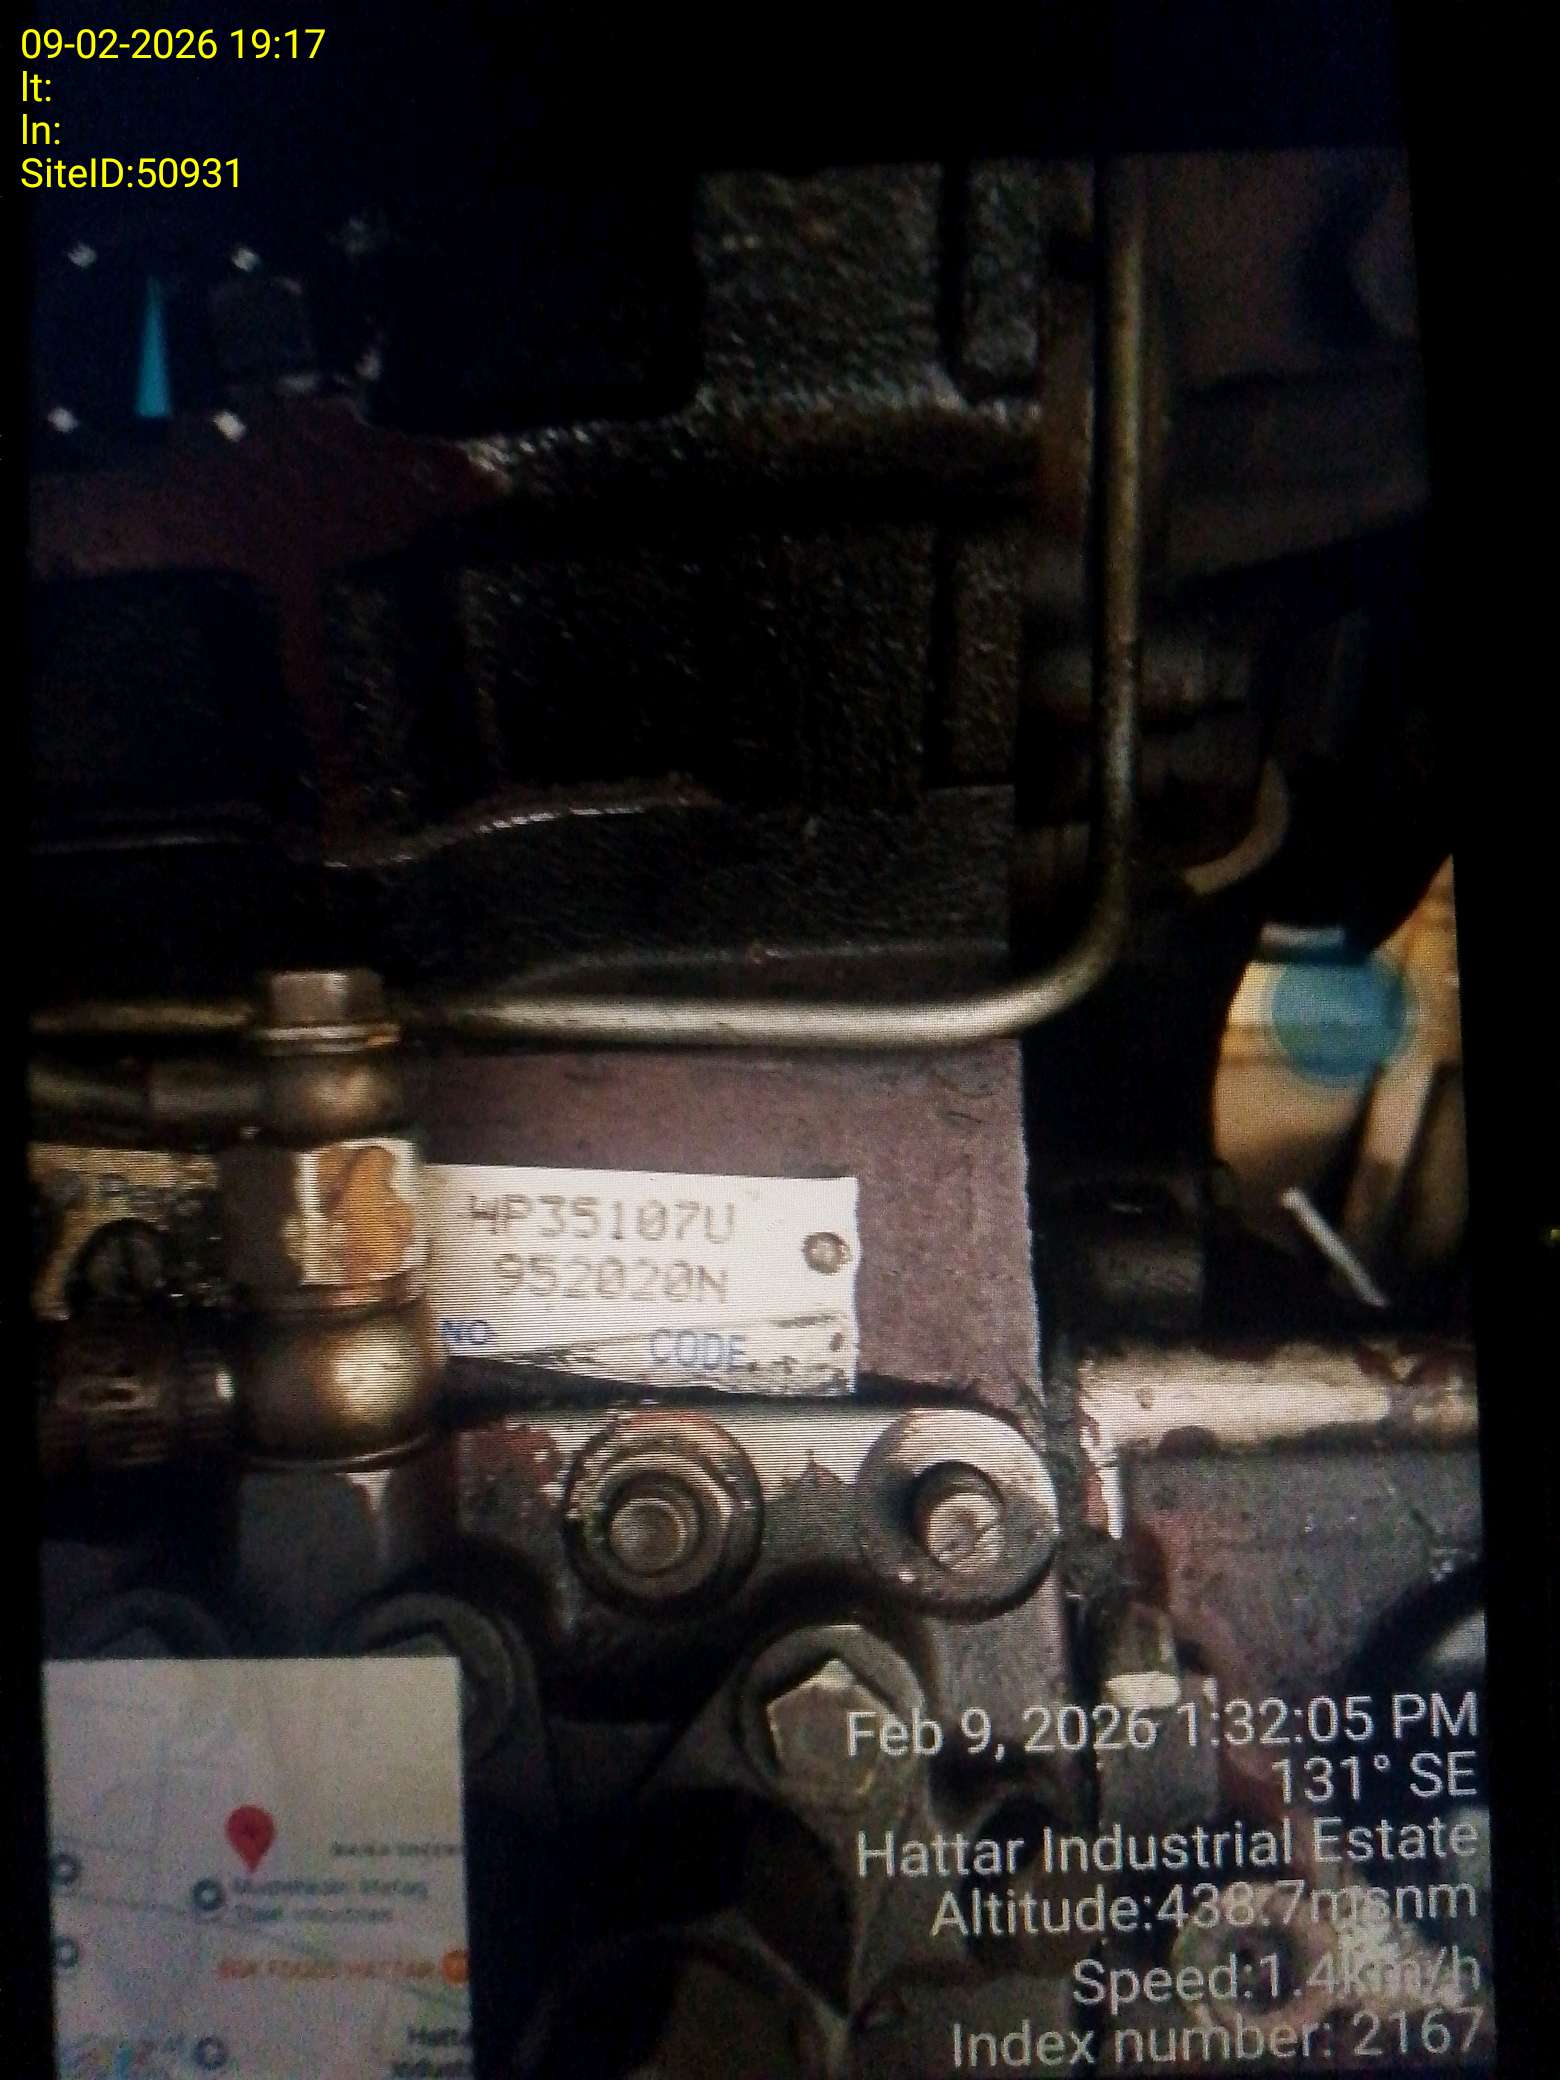 09-02-2026 19:17
lt:
ln:
SiteID:50931
WP35107U
952020N
NO
CODE
Feb 9, 2026 1:32:05 PM
131° SE
Hattar Industrial Estate
Altitude:438.7msnm
Speed:1.4km/h
Index number: 2167